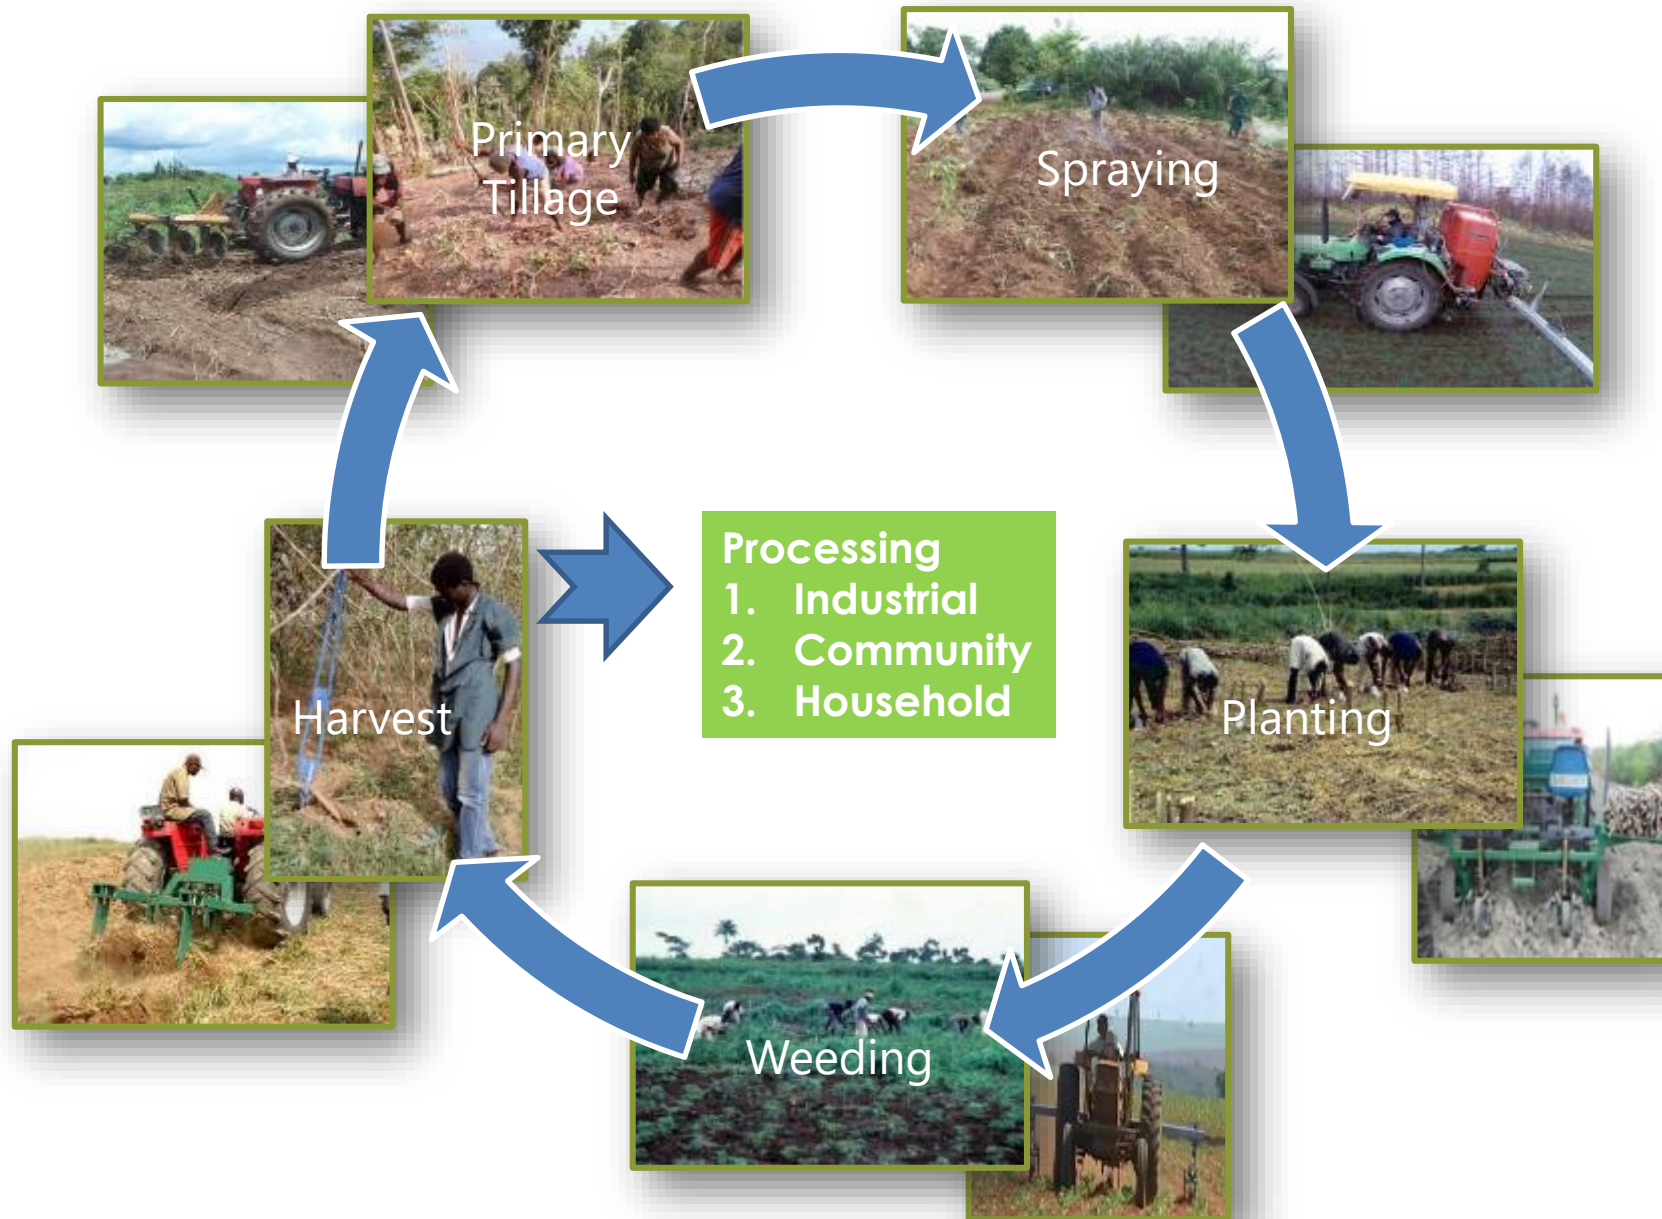 Primary
Tillage
Spraying
Processing
1. Industrial
2. Community
3. Household
Harvest
Planting
Weeding